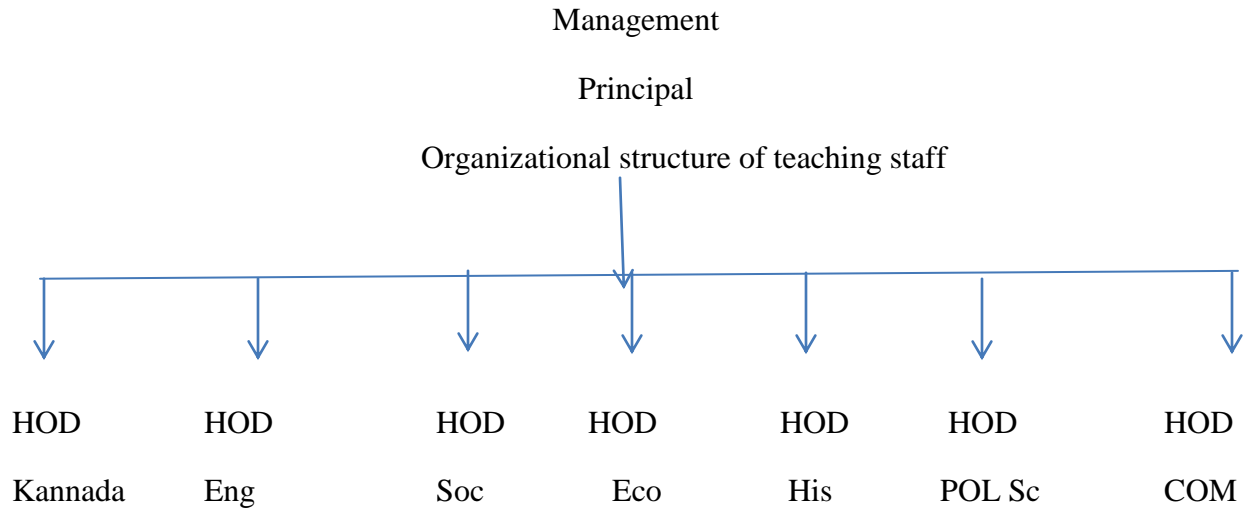 Management
Principal
Organizational structure of teaching staff
HOD HOD HOD HOD HOD HOD HOD
Kannada Eng Soc Eco His POL Sc COM